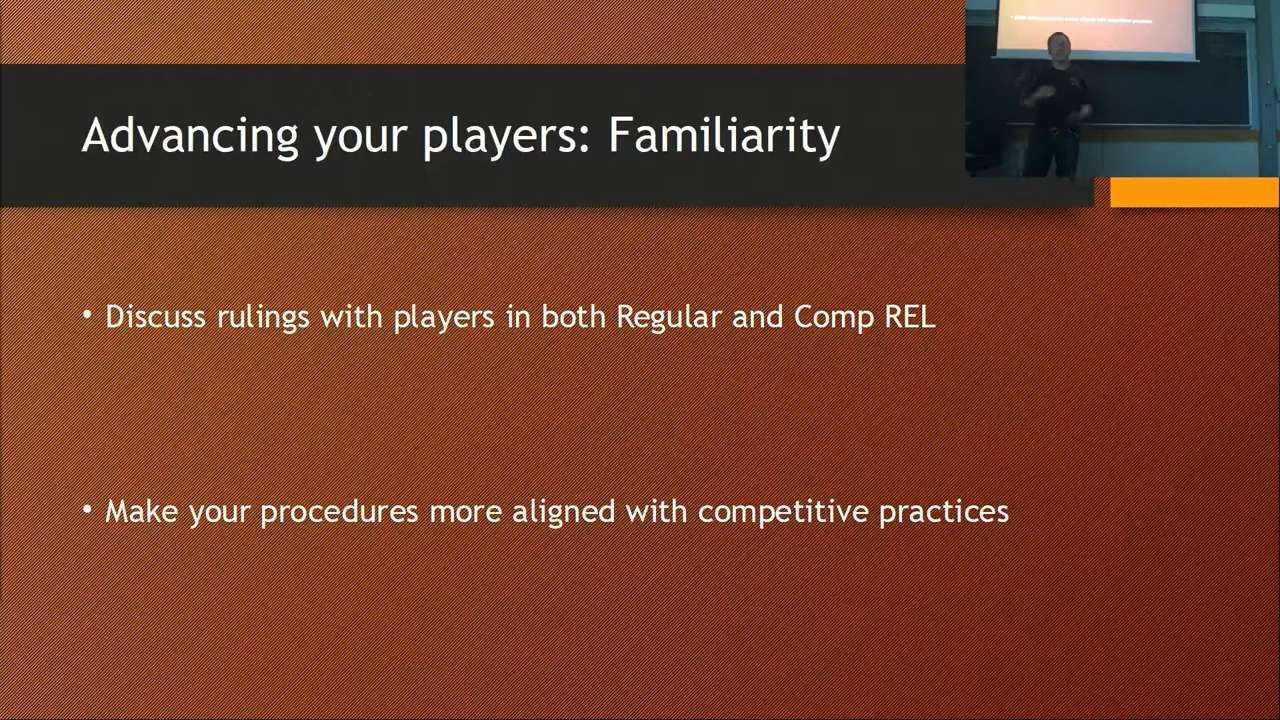 Advancing your players: Familiarity
• Discuss rulings with players in both Regular and Comp REL
• Make your procedures more aligned with competitive practices